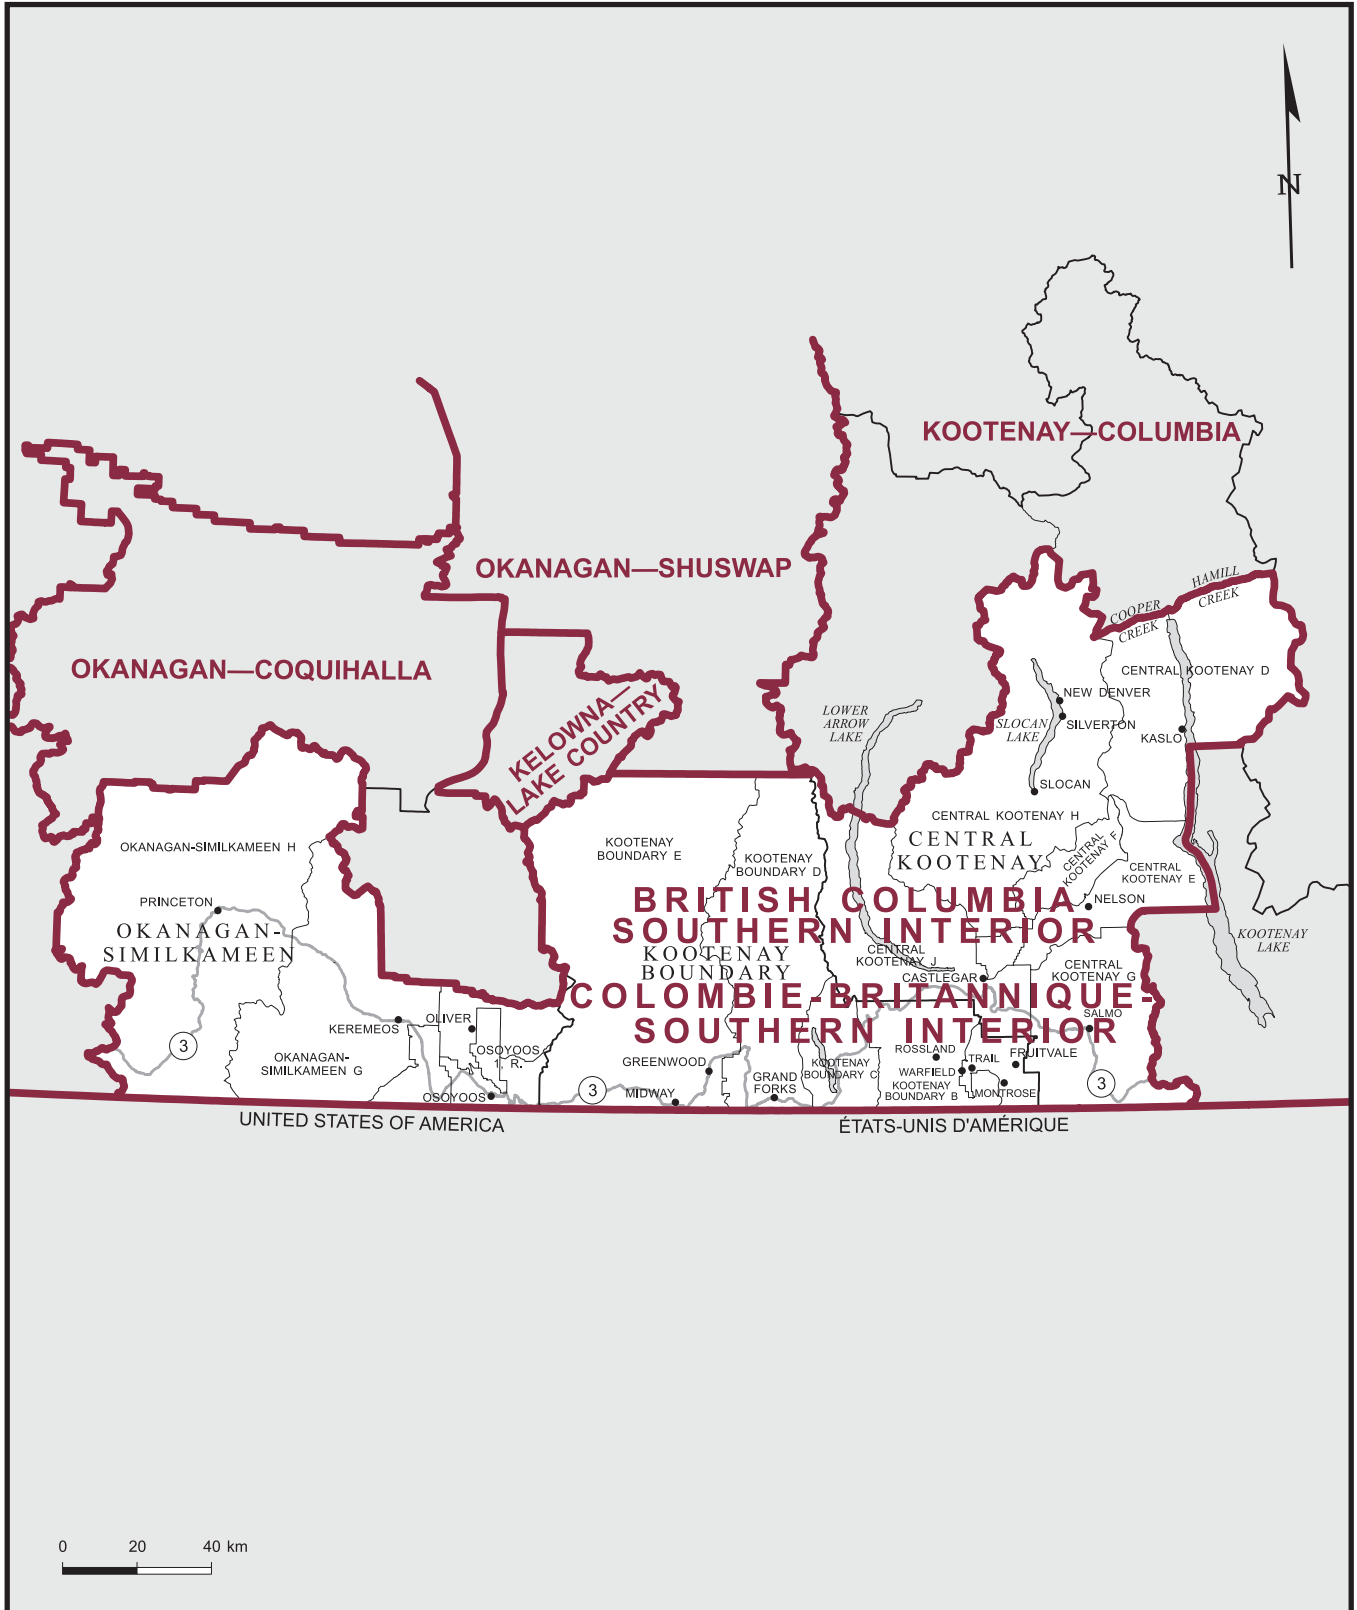 N
KOOTENAY—COLUMBIA
OKANAGAN—SHUSWAP
HAMILL
CREEK
COOPER
CREEK
OKANAGAN—COQUIHALLA
CENTRAL KOOTENAY D
KELOWNA—
LAKE COUNTRY
NEW DENVER
LOWER
ARROW
LAKE
SLOCAN
LAKE
SILVERTON
KASLO
SLOCAN
CENTRAL KOOTENAY H
CENTRAL
KOOTENAY
OKANAGAN-SIMILKAMEEN H
KOOTENAY
BOUNDARY E
KOOTENAY
BOUNDARY D
CENTRAL
KOOTENAY F
CENTRAL
KOOTENAY E
PRINCETON
BRITISH COLUMBIA
SOUTHERN INTERIOR
NELSON
OKANAGAN-
SIMILKAMEEN
KOOTENAY
BOUNDARY
CENTRAL
KOOTENAY J
KOOTENAY
LAKE
CASTLEGAR
CENTRAL
KOOTENAY G
COLOMBIE-BRITANNIQUE-
SOUTHERN INTERIOR
SALMO
KEREMEOS
OLIVER
3
OKANAGAN-
SIMILKAMEEN G
OSOYOOS
1, R.
GREENWOOD
KOOTENAY
BOUNDARY C
ROSSLAND
TRAIL
FRUITVALE
WARFIELD
KOOTENAY
BOUNDARY B
MONTROSE
3
GRAND
FORKS
3
MIDWAY
OSOYOOS
UNITED STATES OF AMERICA
ÉTATS-UNIS D'AMÉRIQUE
0 20 40 km